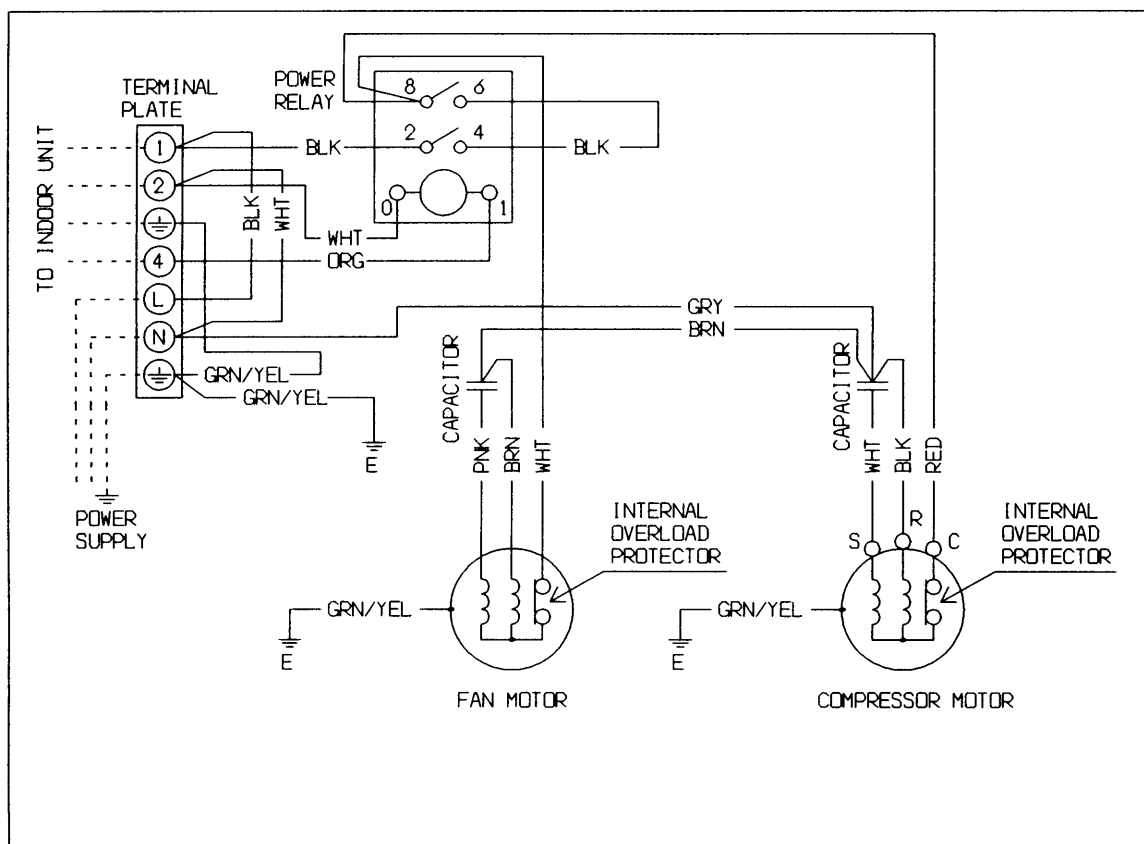 TERMINAL
PLATE
POWER
RELAY
8 6
2 4
0 1
TO INDOOR UNIT
1
2
4
L
N
BLK
BLK
BLK
WHT
WHT
ORG
GRY
BRN
GRN/YEL
GRN/YEL
E
POWER
SUPPLY
CAPACITOR
PNK
BRN
WHT
CAPACITOR
WHT
BLK
RED
INTERNAL
OVERLOAD
PROTECTOR
S
R
C
INTERNAL
OVERLOAD
PROTECTOR
GRN/YEL
E
GRN/YEL
E
FAN MOTOR
COMPRESSOR MOTOR